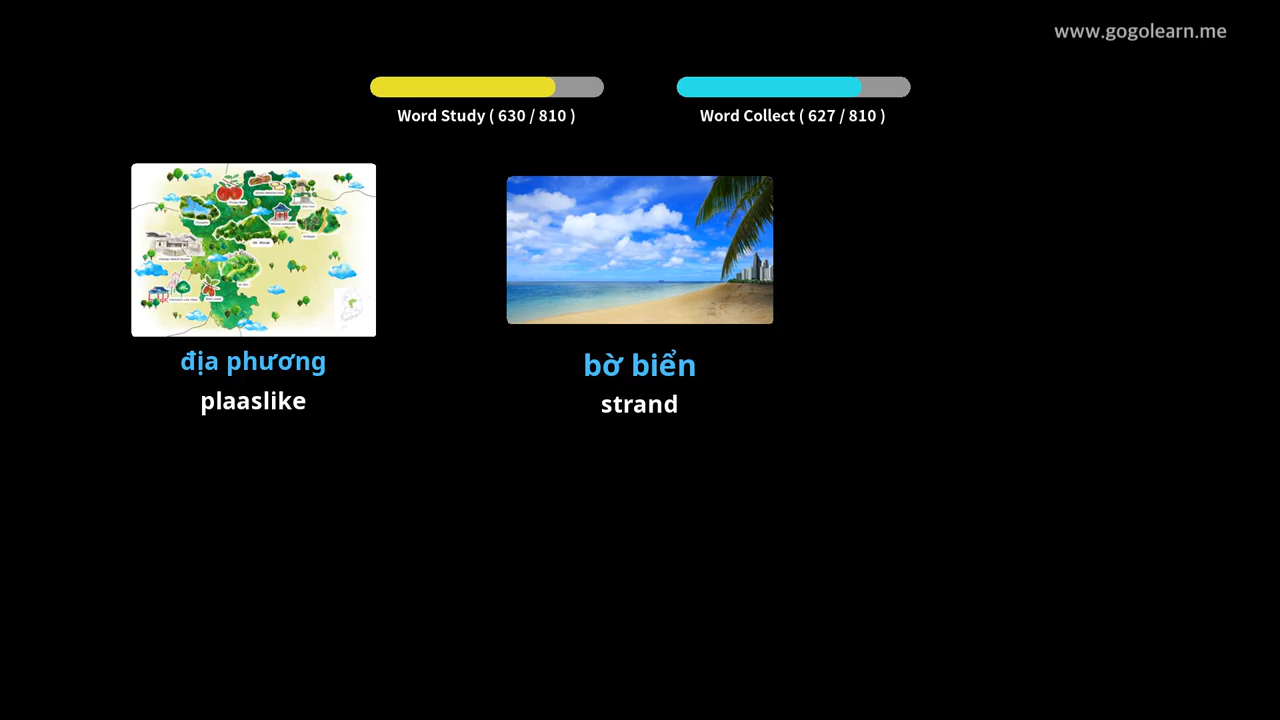 www.gogolearn.me
Word Study ( 630 / 810 )
Word Collect ( 627 / 810 )
địa phương
plaaslike
bờ biển
strand